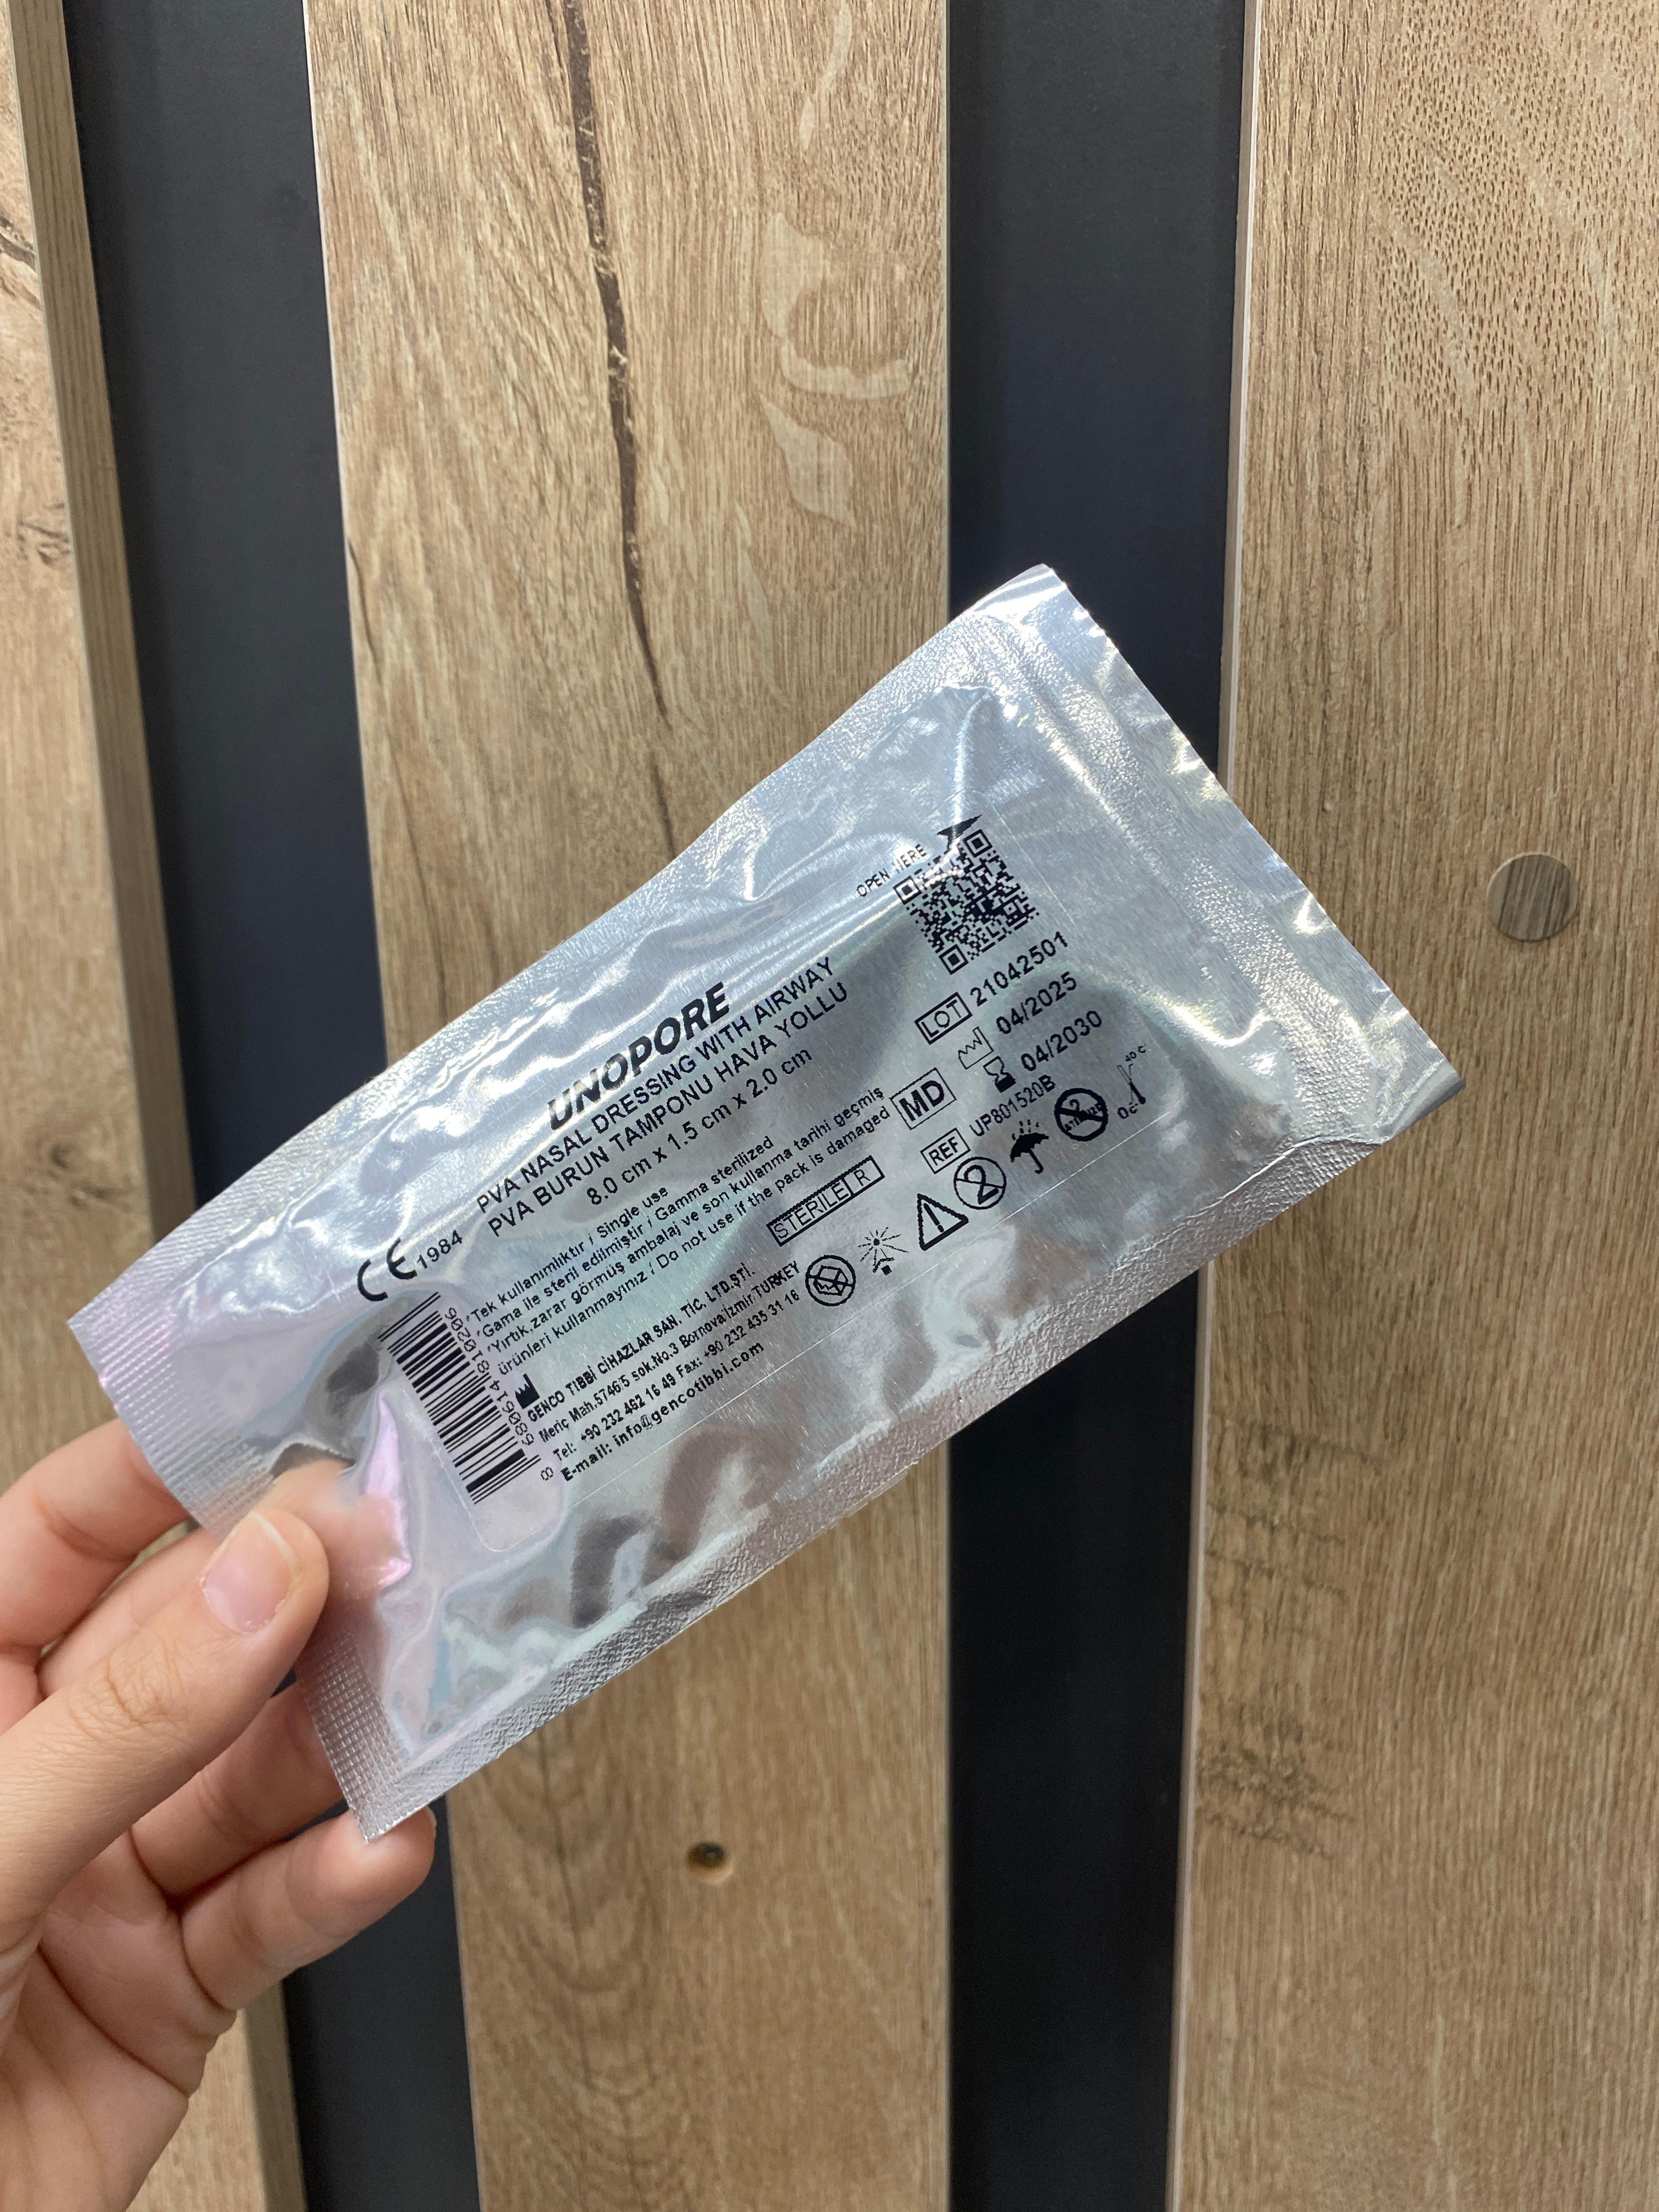 OPEN HERE
UNOPORE
PVA NASAL DRESSING WITH AIRWAY
PVA BURUN TAMPONU HAVA YOLLU
8.0 cm x 1.5 cm x 2.0 cm
CE 1984
*Tek kullanımlıktır / Single use
*Gama ile steril edilmiştir / Gamma sterilized
*Yırtık,zarar görmüş ambalaj ve son kullanma tarihi geçmiş
ürünleri kullanmayınız / Do not use if the pack is damaged
GENCO TIBBİ CİHAZLAR SAN. TİC. LTD.ŞTİ.
Meriç Mah.5746/5 sok.No.3 Bornova/İzmir/TURKEY
Tel: +90 232 462 16 49 Fax: +90 232 435 31 16
E-mail: info@gencotibbi.com
STERILE R
MD
LOT 21042501
04/2025
04/2030
REF UP801520B
2
0C
40 C